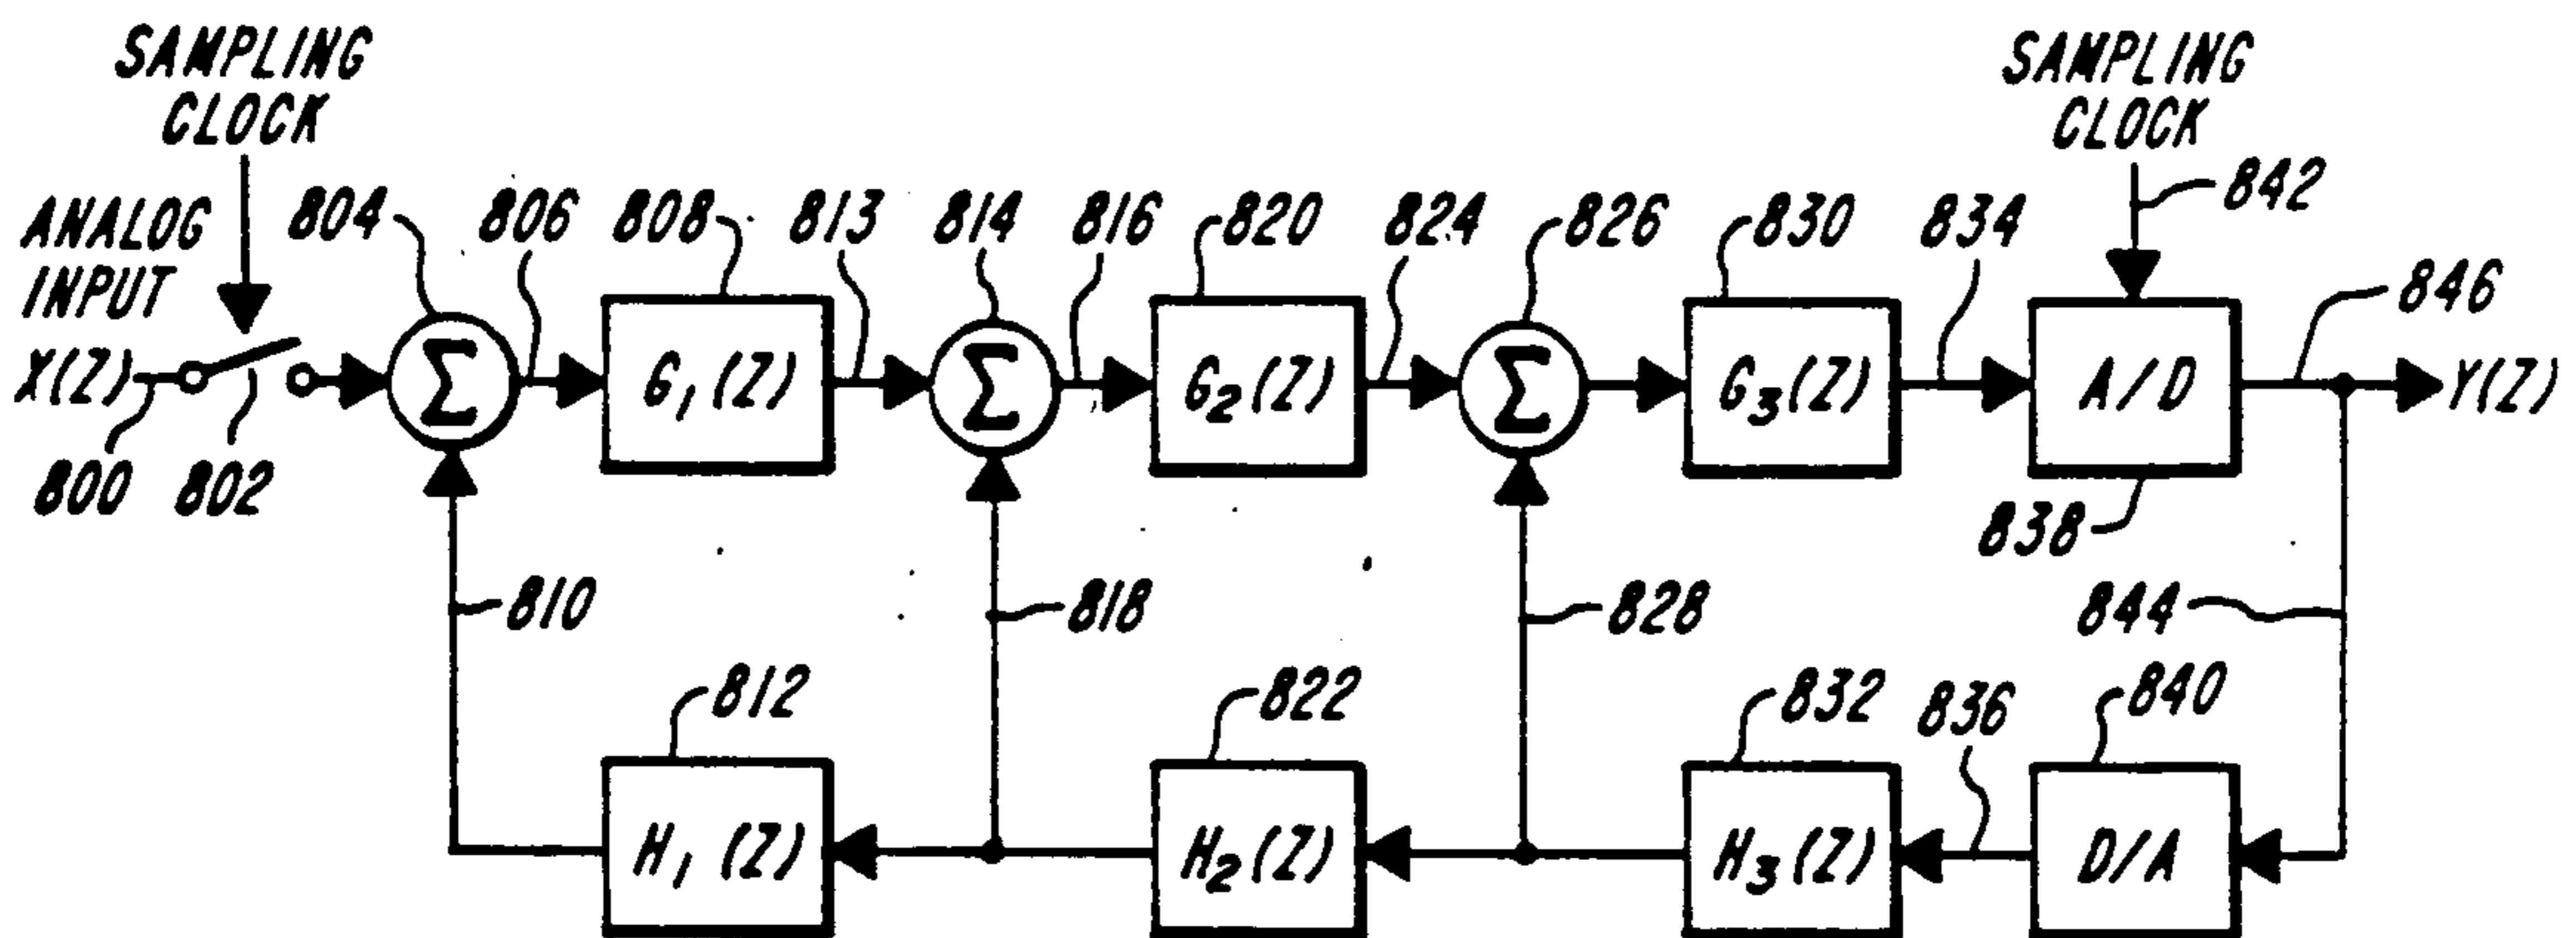 SAMPLING
CLOCK
SAMPLING
CLOCK
842
ANALOG
INPUT
804
806
808
813
814
816
820
824
826
830
834
846
X(Z)
Σ
G₁(Z)
Σ
G₂(Z)
Σ
G₃(Z)
A/D
Y(Z)
800
802
838
810
818
828
844
812
822
832
836
840
H₁(Z)
H₂(Z)
H₃(Z)
D/A